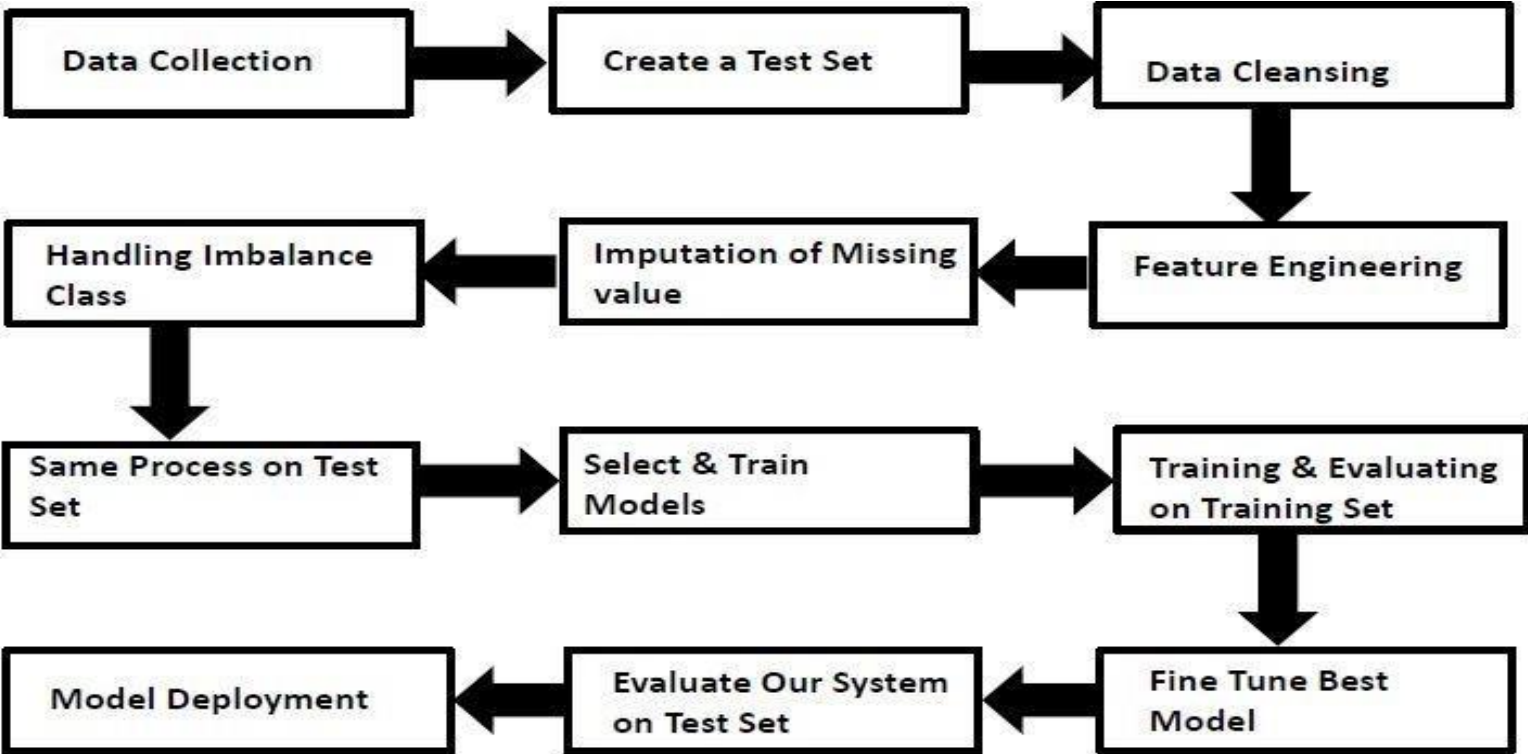 Data Collection
Create a Test Set
Data Cleansing
Feature Engineering
Imputation of Missing
value
Handling Imbalance
Class
Same Process on Test
Set
Select & Train
Models
Training & Evaluating
on Training Set
Fine Tune Best
Model
Evaluate Our System
on Test Set
Model Deployment